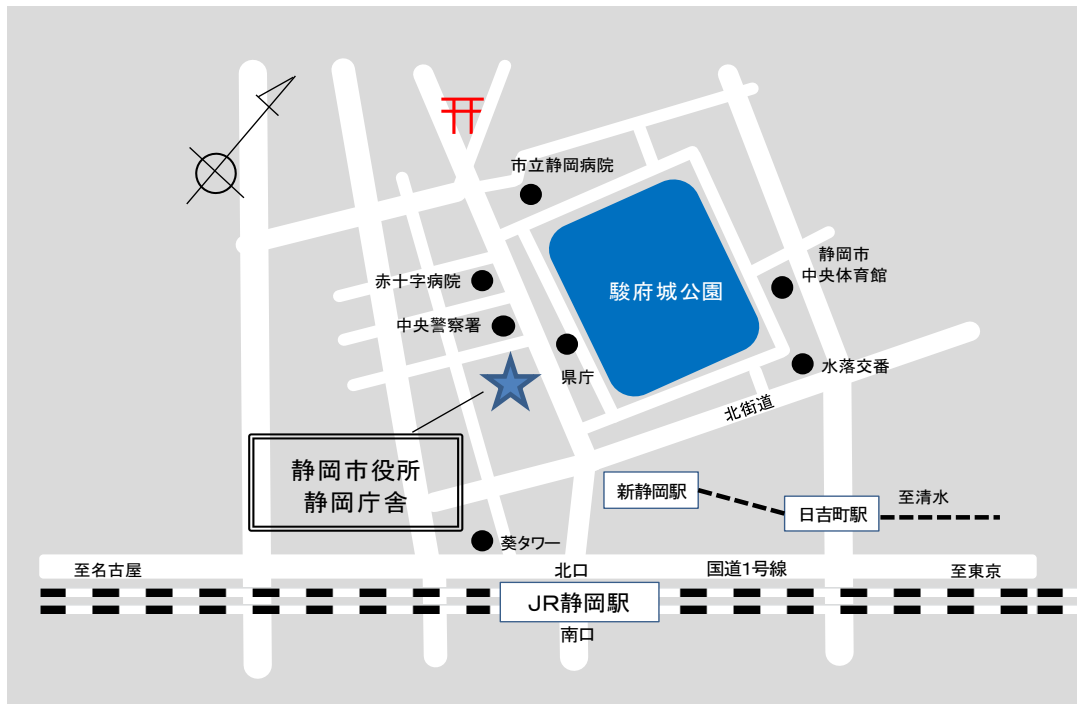 市立静岡病院
静岡市
中央体育館
赤十字病院
駿府城公園
中央警察署
県庁
水落交番
北街道
静岡市役所
静岡庁舎
新静岡駅
日吉町駅
至清水
葵タワー
至名古屋
北口
国道1号線
至東京
JR静岡駅
南口